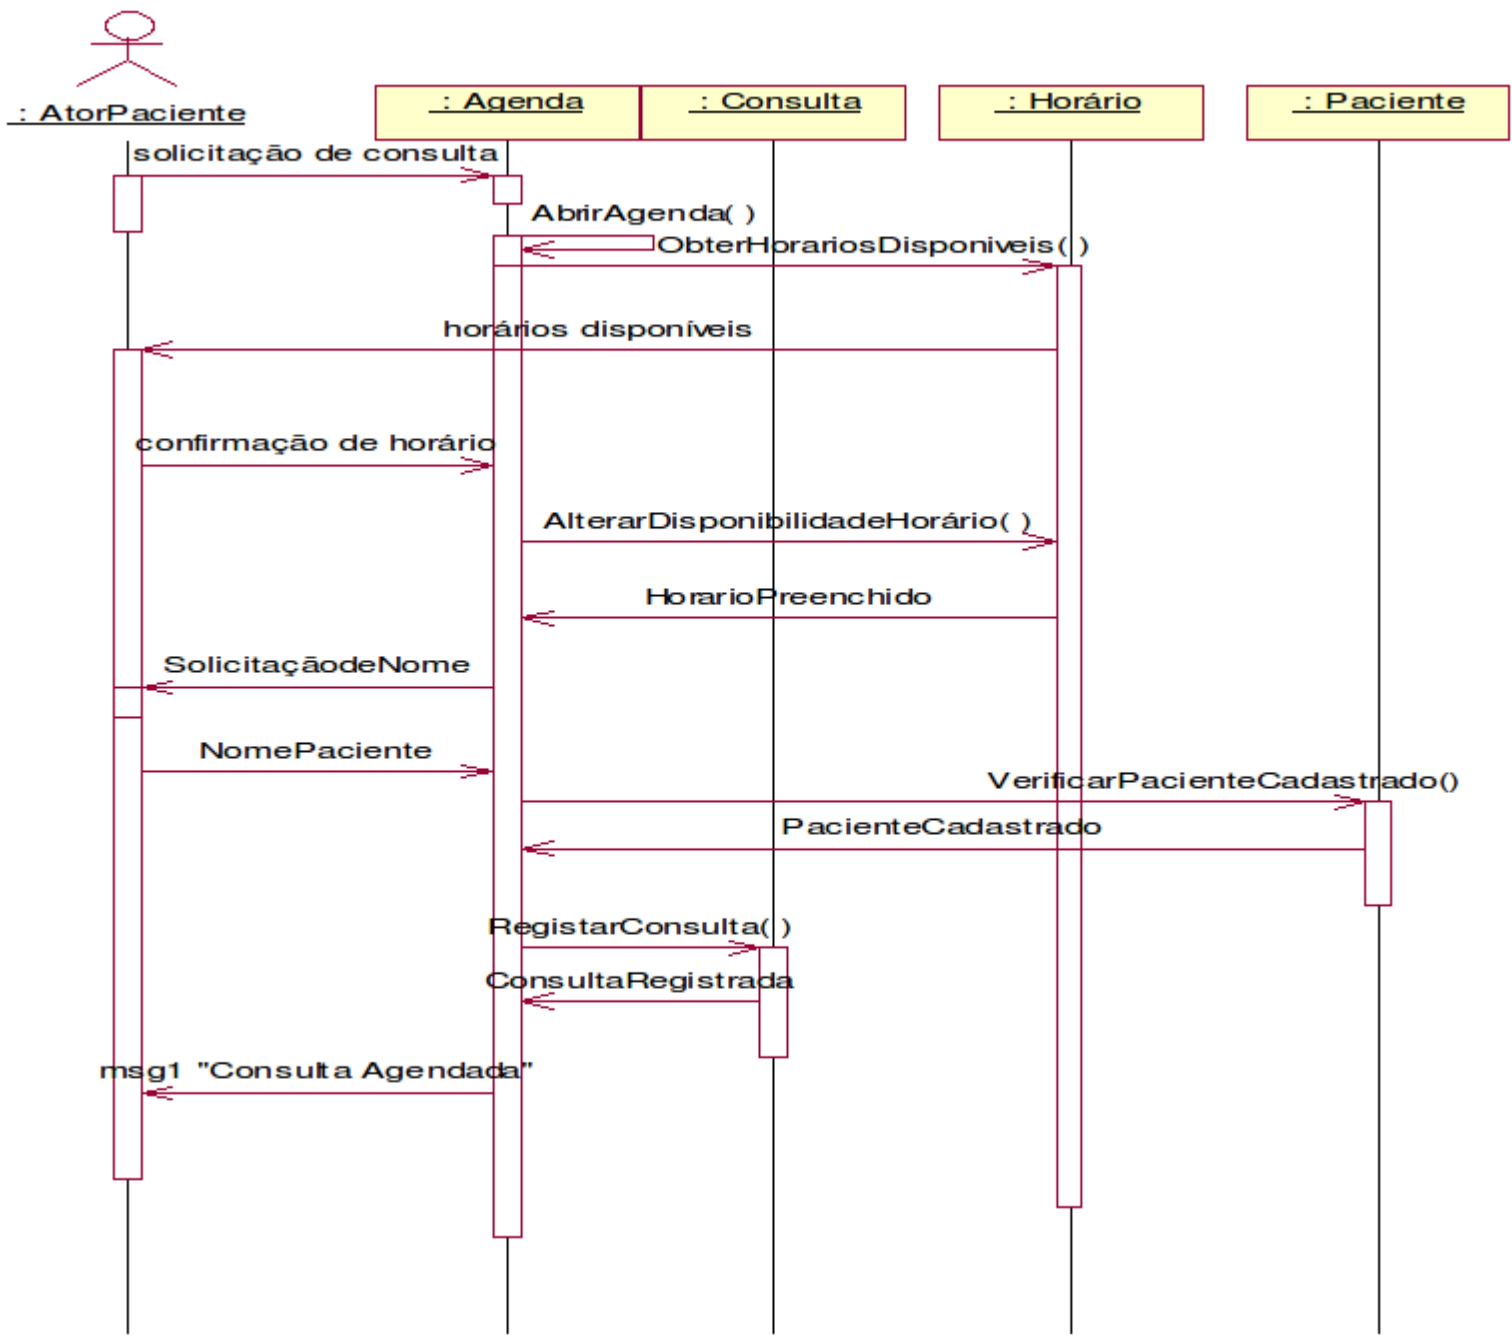 : AtorPaciente
: Agenda
: Consulta
: Horário
: Paciente
solicitação de consulta
AbrirAgenda( )
ObterHorariosDisponiveis( )
horários disponíveis
confirmação de horário
AlterarDisponibilidadeHorário( )
HorarioPreenchido
SolicitaçãodeNome
NomePaciente
VerificarPacienteCadastrado()
PacienteCadastrado
RegistarConsulta( )
ConsultaRegistrada
msg1 "Consulta Agendada"